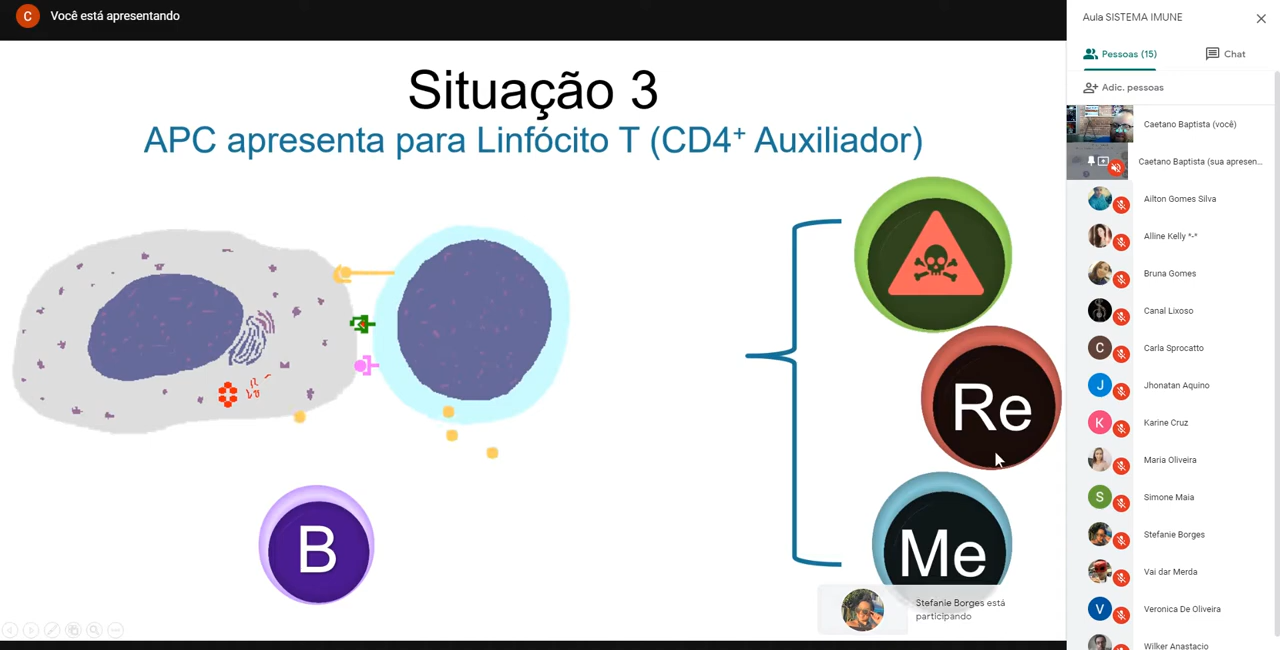 C
Você está apresentando
Situação 3
APC apresenta para Linfócito T (CD4⁺ Auxiliador)
Re
B
Me
Stefanie Borges está
participando
Aula SISTEMA IMUNE
Pessoas (15)
Chat
Adic. pessoas
Caetano Baptista (você)
Caetano Baptista (sua apresen...
Ailton Gomes Silva
Alline Kelly *-*
Bruna Gomes
Canal Lixoso
C
Carla Sprocatto
J
Jhonatan Aquino
K
Karine Cruz
Maria Oliveira
S
Simone Maia
Stefanie Borges
Vai dar Merda
V
Veronica De Oliveira
Wilker Anastacio